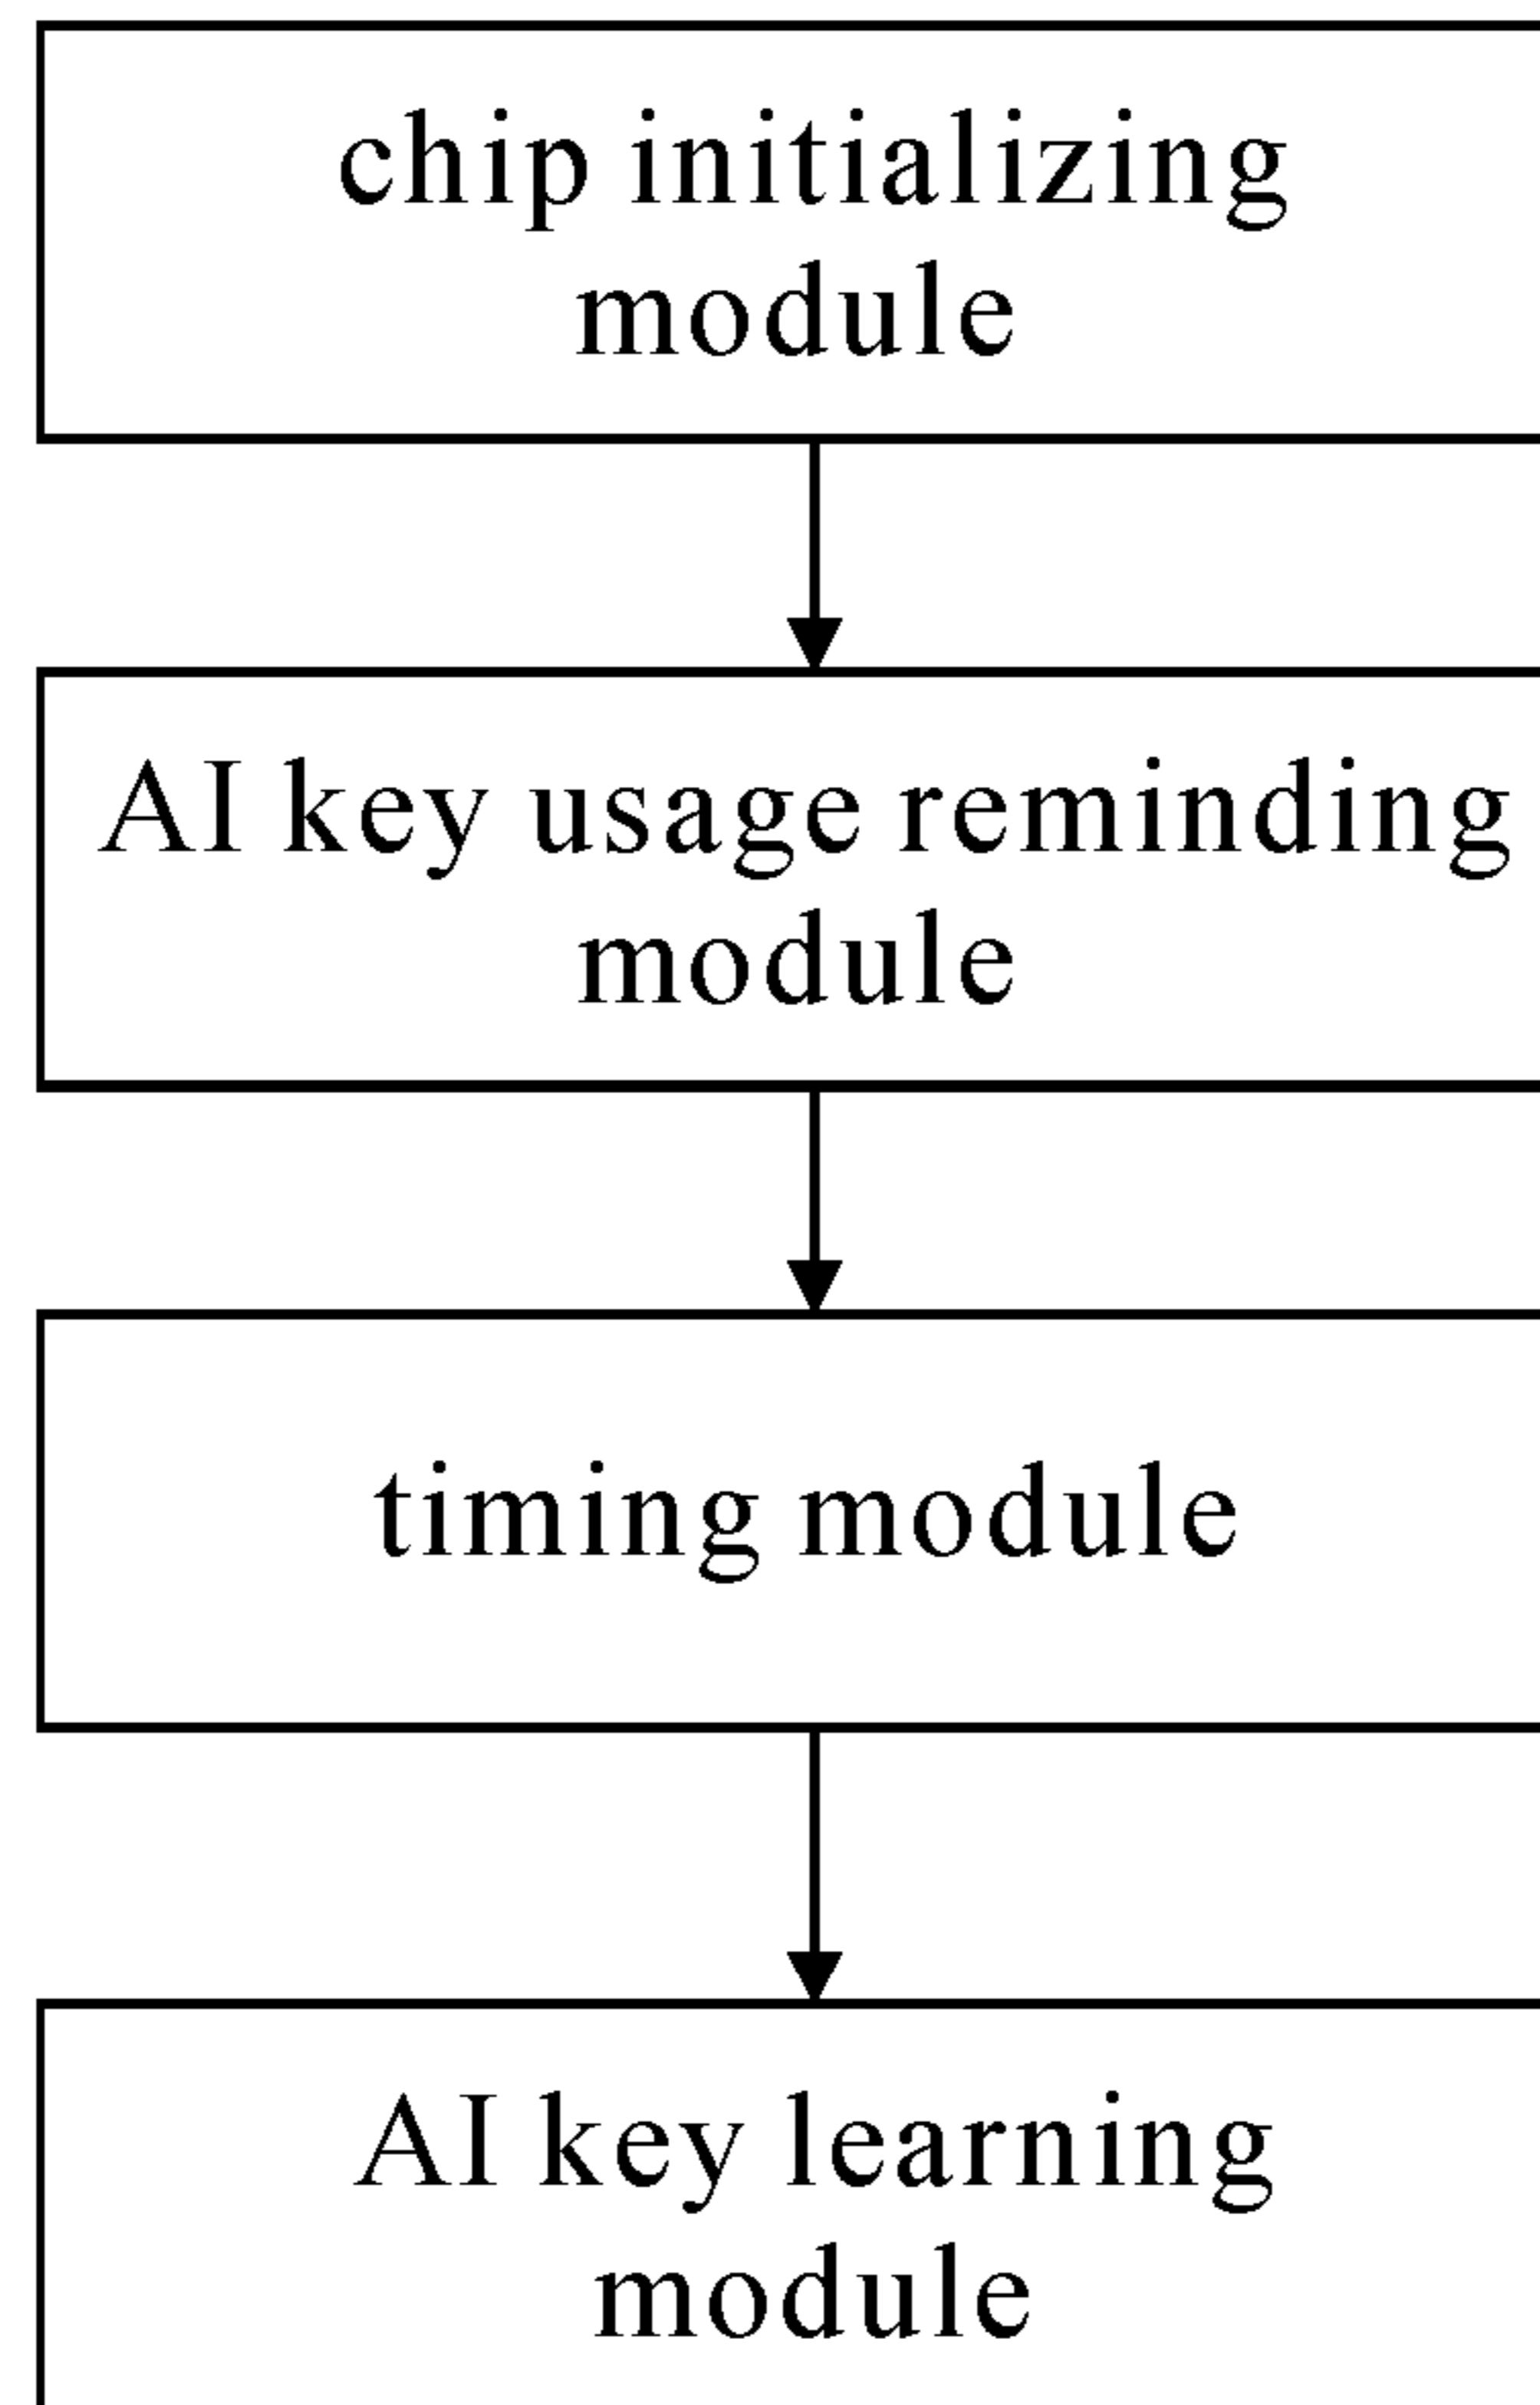 chip initializing
module
AI key usage reminding
module
timing module
AI key learning
module